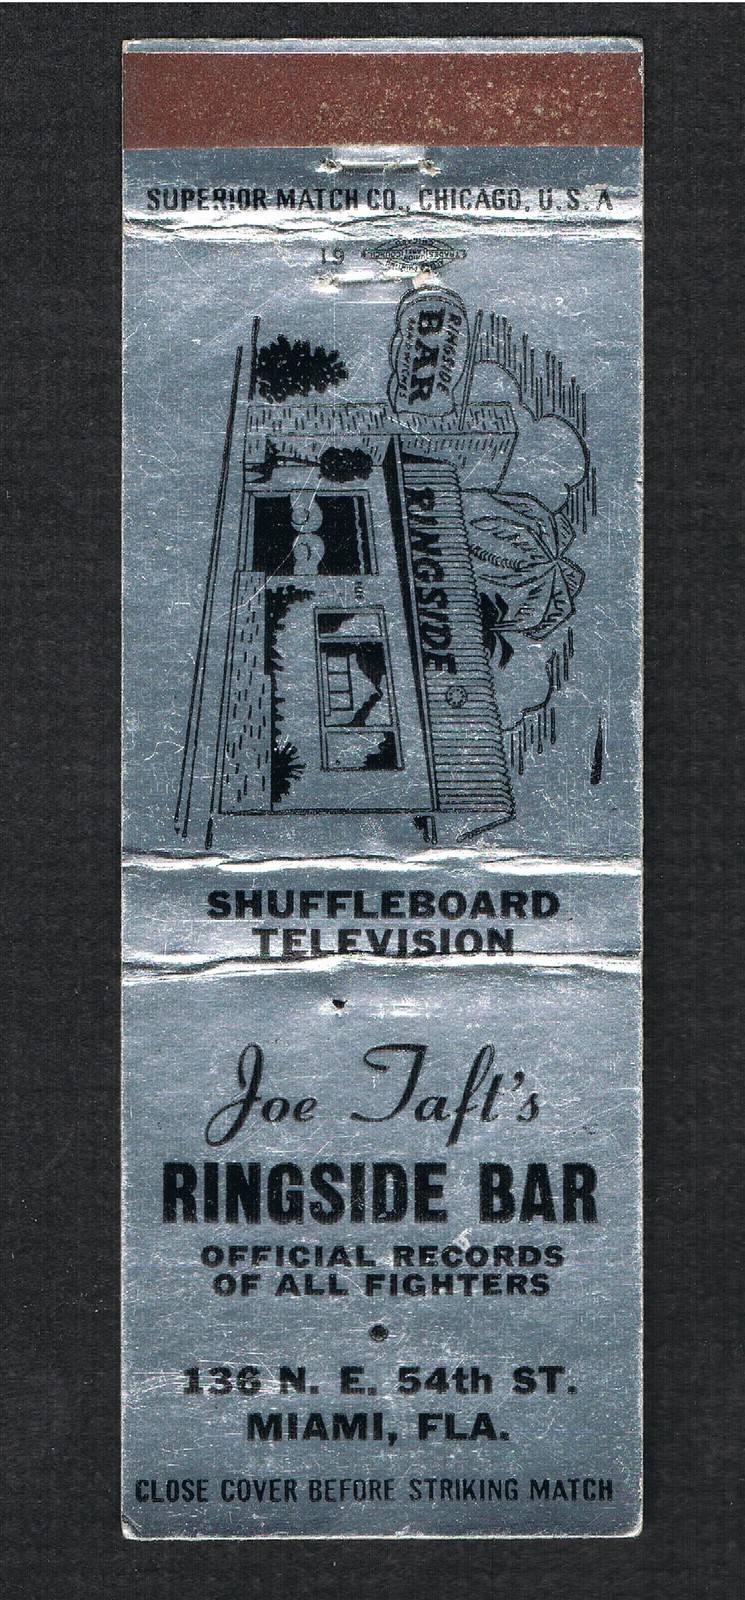 SUPERIOR MATCH CO., CHICAGO, U. S. A
19
RINGSIDE
BAR
SANDWICHES
RINGSIDE
SHUFFLEBOARD
TELEVISION
Joe Taft's
RINGSIDE BAR
OFFICIAL RECORDS
OF ALL FIGHTERS
136 N. E. 54th ST.
MIAMI, FLA.
CLOSE COVER BEFORE STRIKING MATCH